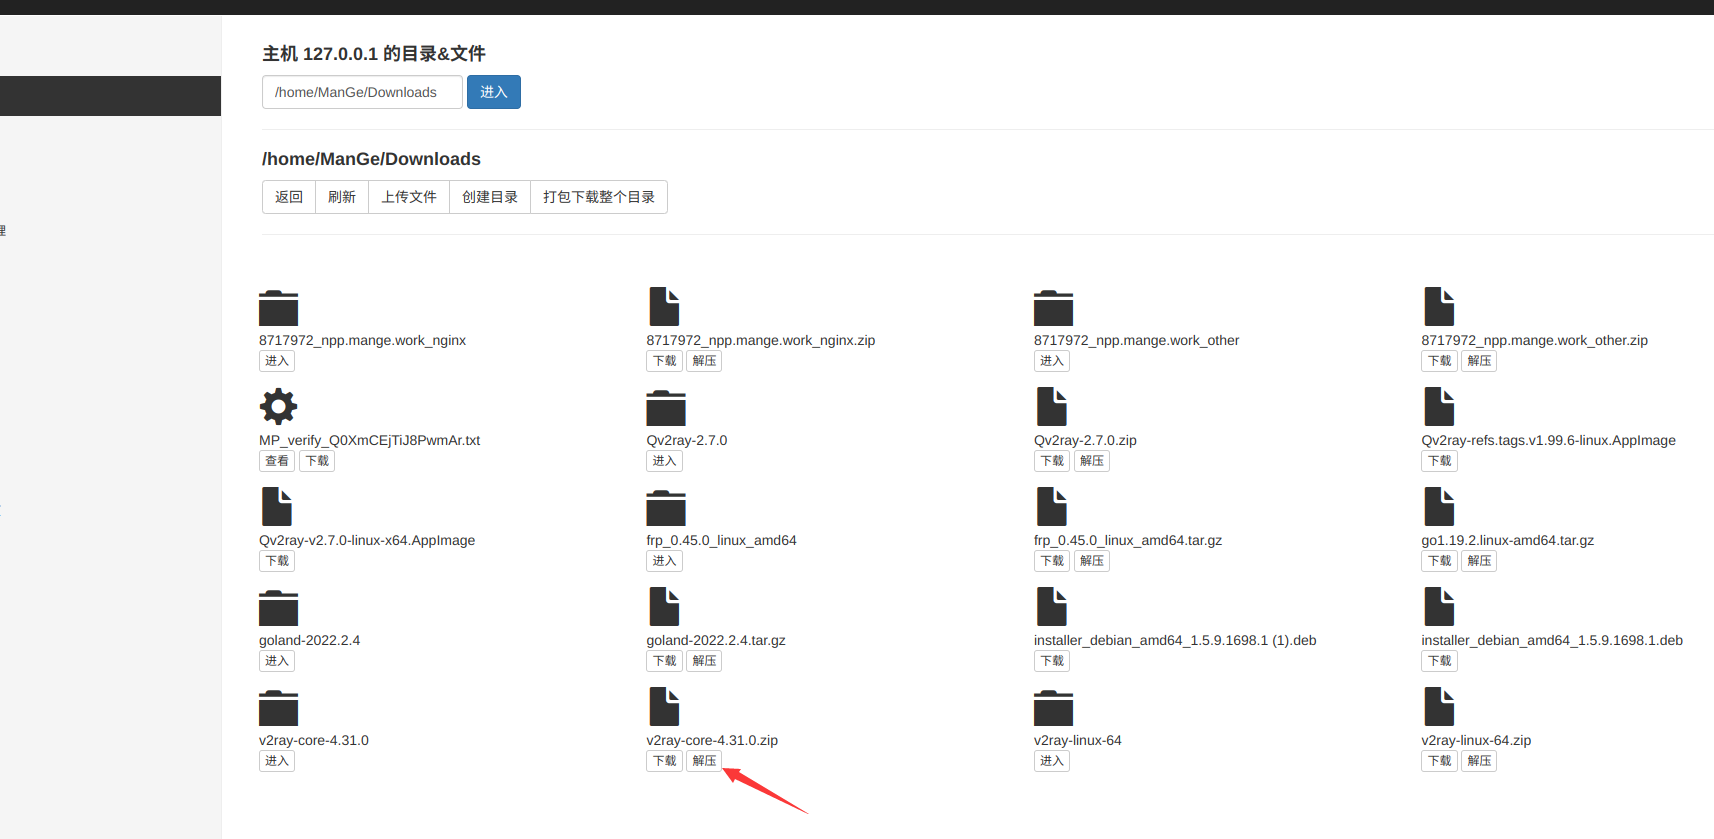 主机 127.0.0.1 的目录&文件
/home/ManGe/Downloads 进入
/home/ManGe/Downloads
返回 刷新 上传文件 创建目录 打包下载整个目录
理
8717972_npp.mange.work_nginx 8717972_npp.mange.work_nginx.zip 8717972_npp.mange.work_other 8717972_npp.mange.work_other.zip
进入 下载 解压 进入 下载 解压
MP_verify_Q0XmCEjTiJ8PwmAr.txt Qv2ray-2.7.0 Qv2ray-2.7.0.zip Qv2ray-refs.tags.v1.99.6-linux.AppImage
查看 下载 进入 下载 解压 下载
Qv2ray-v2.7.0-linux-x64.AppImage frp_0.45.0_linux_amd64 frp_0.45.0_linux_amd64.tar.gz go1.19.2.linux-amd64.tar.gz
下载 进入 下载 解压 下载 解压
goland-2022.2.4 goland-2022.2.4.tar.gz installer_debian_amd64_1.5.9.1698.1 (1).deb installer_debian_amd64_1.5.9.1698.1.deb
进入 下载 解压 下载 下载
v2ray-core-4.31.0 v2ray-core-4.31.0.zip v2ray-linux-64 v2ray-linux-64.zip
进入 下载 解压 进入 下载 解压